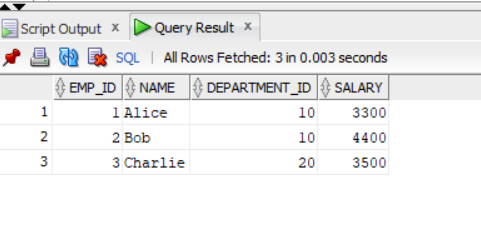 Script Output x Query Result x
SQL | All Rows Fetched: 3 in 0.003 seconds
EMP_ID NAME DEPARTMENT_ID SALARY
1 1 Alice 10 3300
2 2 Bob 10 4400
3 3 Charlie 20 3500